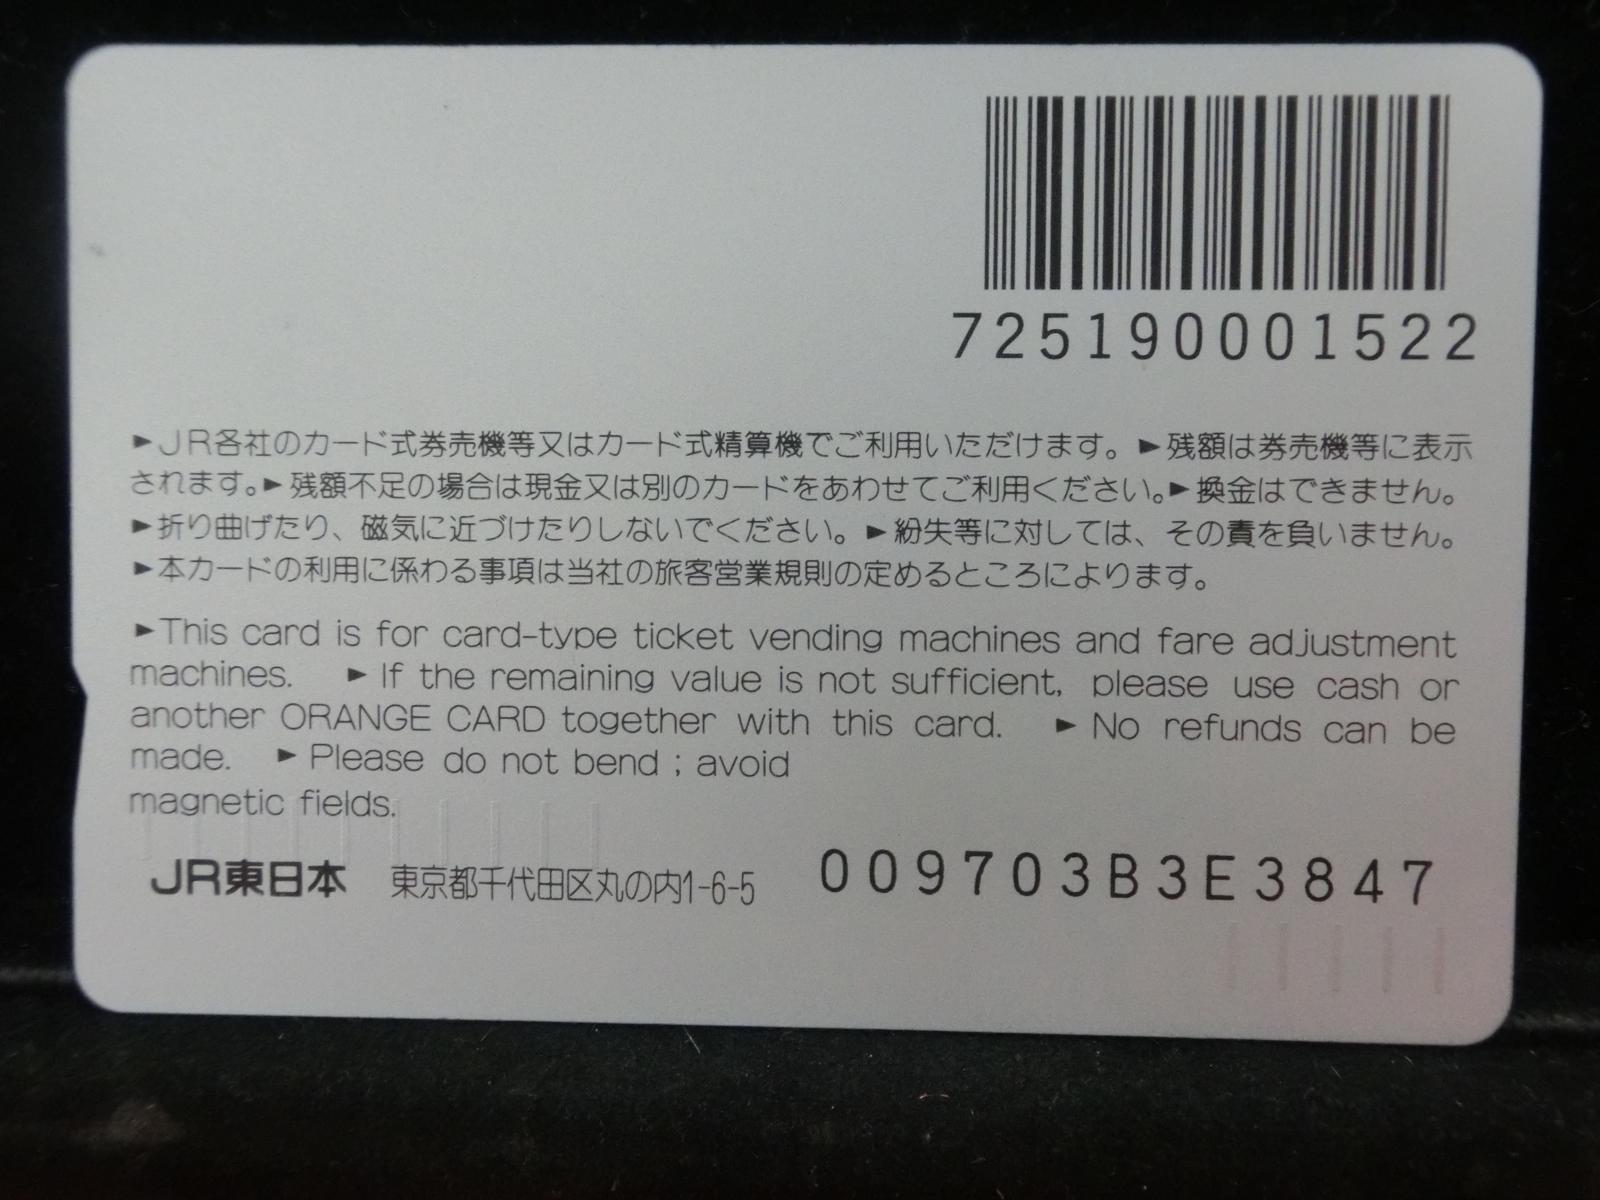 725190001522
►JR各社のカード式券売機等又はカード式精算機でご利用いただけます。►残額は券売機等に表示
されます。►残額不足の場合は現金又は別のカードをあわせてご利用ください。►換金はできません。
►折り曲げたり、磁気に近づけたりしないでください。►紛失等に対しては、その責を負いません。
►本カードの利用に係わる事項は当社の旅客営業規則の定めるところによります。
►This card is for card-type ticket vending machines and fare adjustment
machines. ►If the remaining value is not sufficient, please use cash or
another ORANGE CARD together with this card. ►No refunds can be
made. ►Please do not bend ; avoid
magnetic fields.
JR東日本 東京都千代田区丸の内1-6-5 009703B3E3847